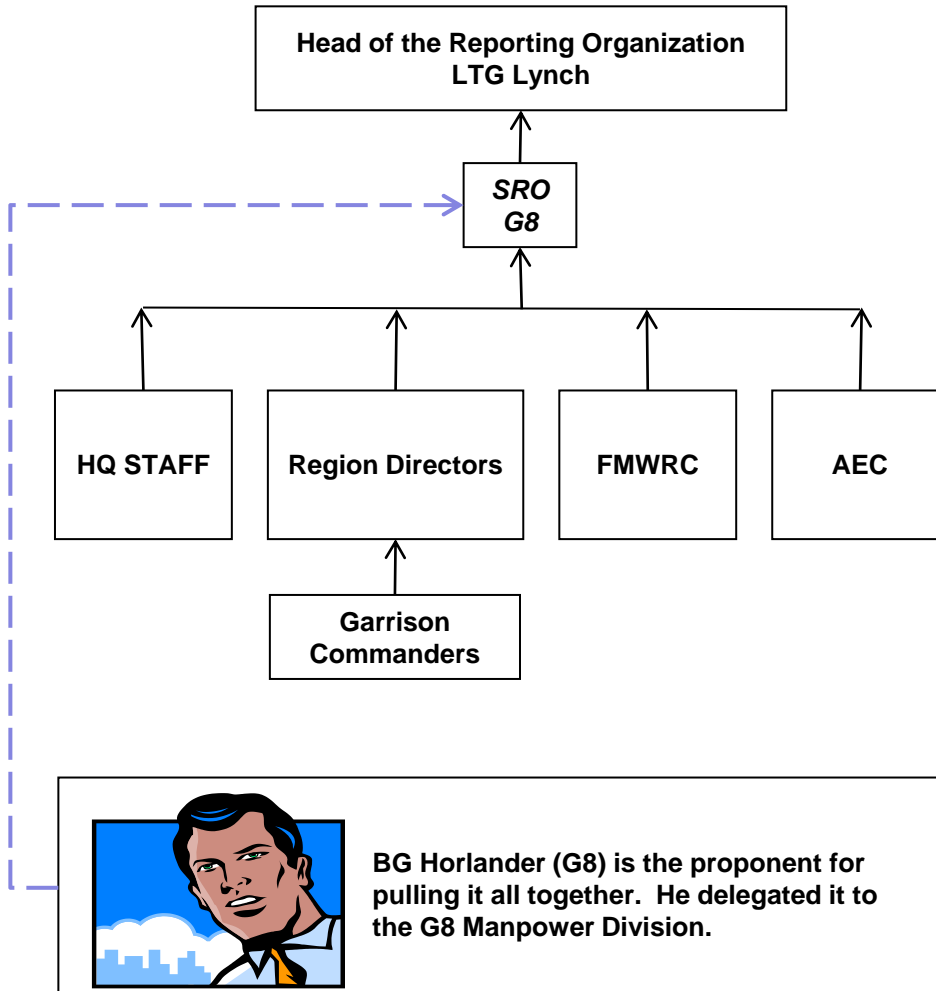 Head of the Reporting Organization
LTG Lynch
SRO
G8
HQ STAFF
Region Directors
FMWRC
AEC
Garrison
Commanders
BG Horlander (G8) is the proponent for
pulling it all together.  He delegated it to
the G8 Manpower Division.